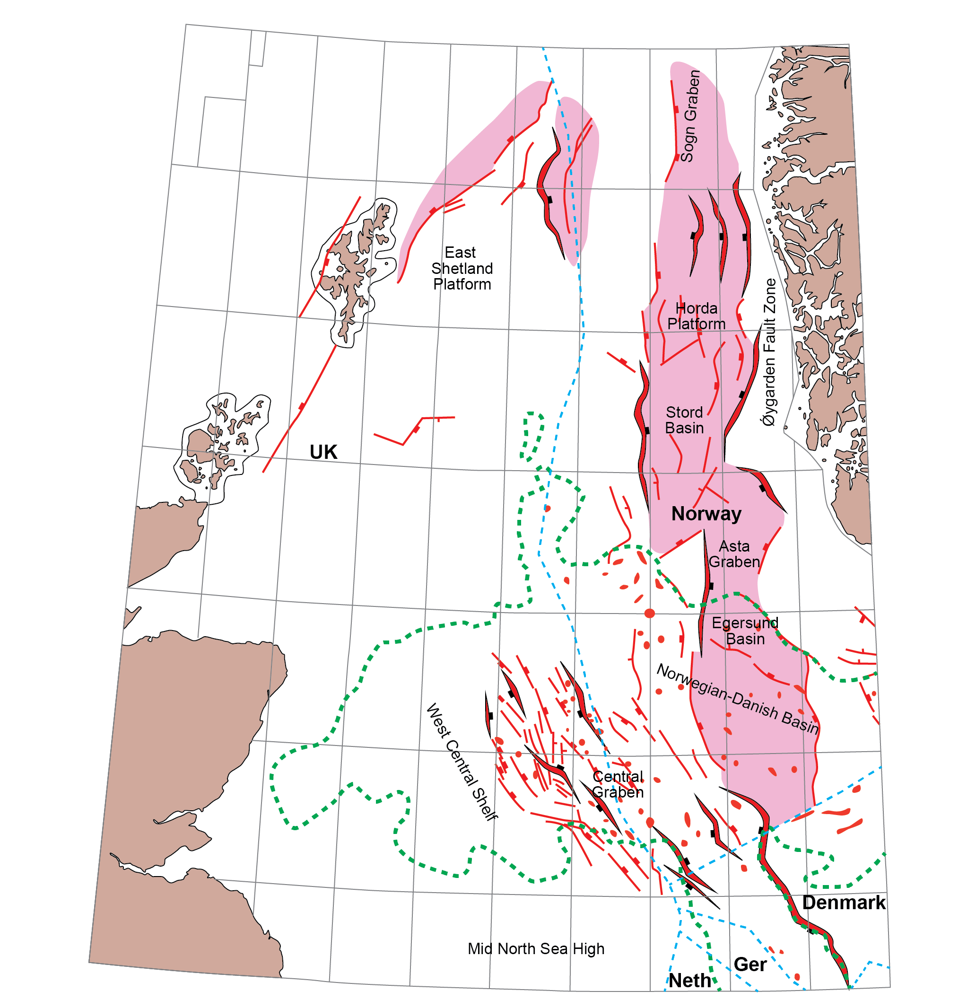 Sogn Graben
East
Shetland
Platform
Horda
Platform
Ǿygarden Fault Zone
Stord
Basin
UK
Norway
Asta
Graben
Egersund
Basin
Norwegian-Danish Basin
West Central Shelf
Central
Graben
Denmark
Mid North Sea High
Ger
Neth